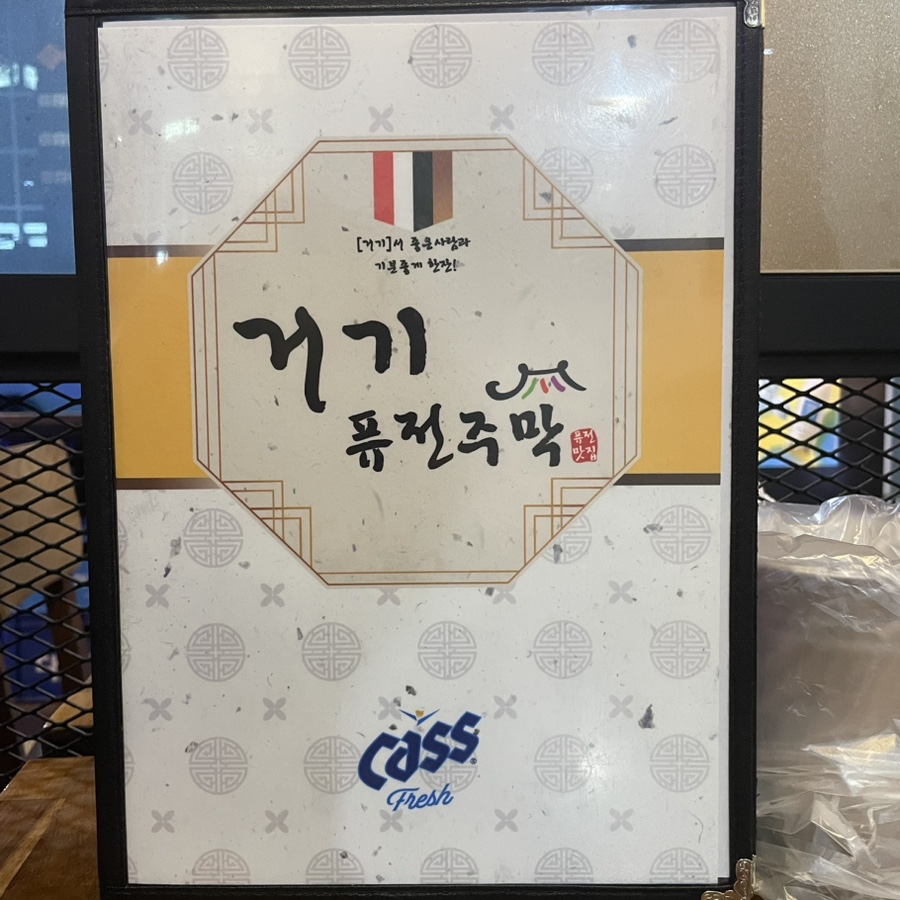 [거기]서 좋은사람과
기분좋게 한잔!
거기
퓨전주막
퓨전
맛집
Cass
Fresh